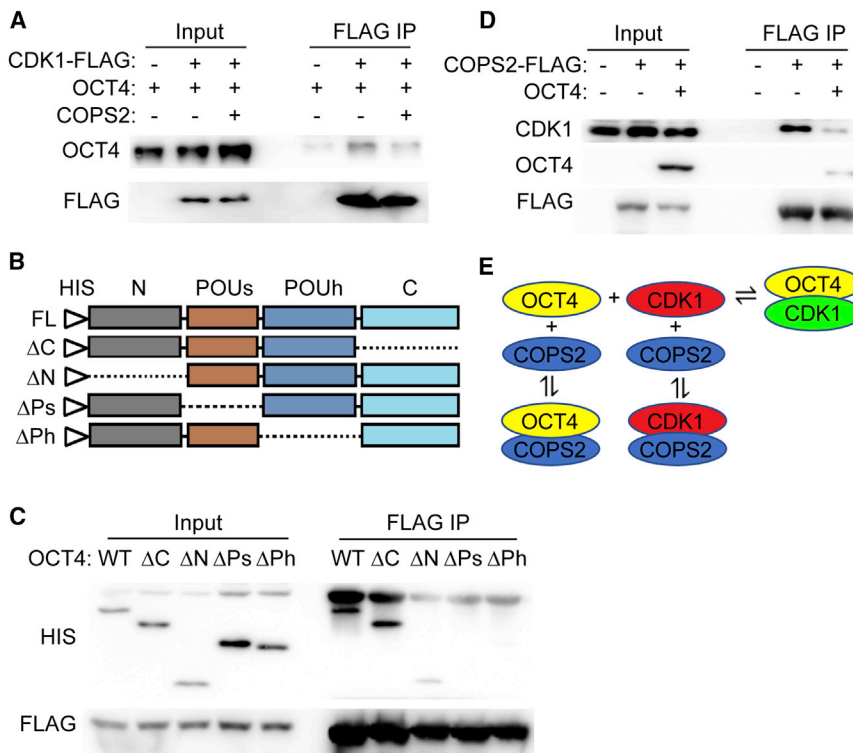 A
Input FLAG IP
CDK1-FLAG: - + + - + +
OCT4: + + + + + +
COPS2: - - + - - +
OCT4
FLAG
B
HIS N POUs POUh C
FL
ΔC
ΔN
ΔPs
ΔPh
C
Input FLAG IP
OCT4: WT ΔC ΔN ΔPs ΔPh WT ΔC ΔN ΔPs ΔPh
HIS
FLAG
D
Input FLAG IP
COPS2-FLAG: - + + - + +
OCT4: - - + - - +
CDK1
OCT4
FLAG
E
OCT4 + CDK1 ⇌ OCT4
CDK1
+ +
COPS2 COPS2
⥮ ⥮
OCT4 CDK1
COPS2 COPS2